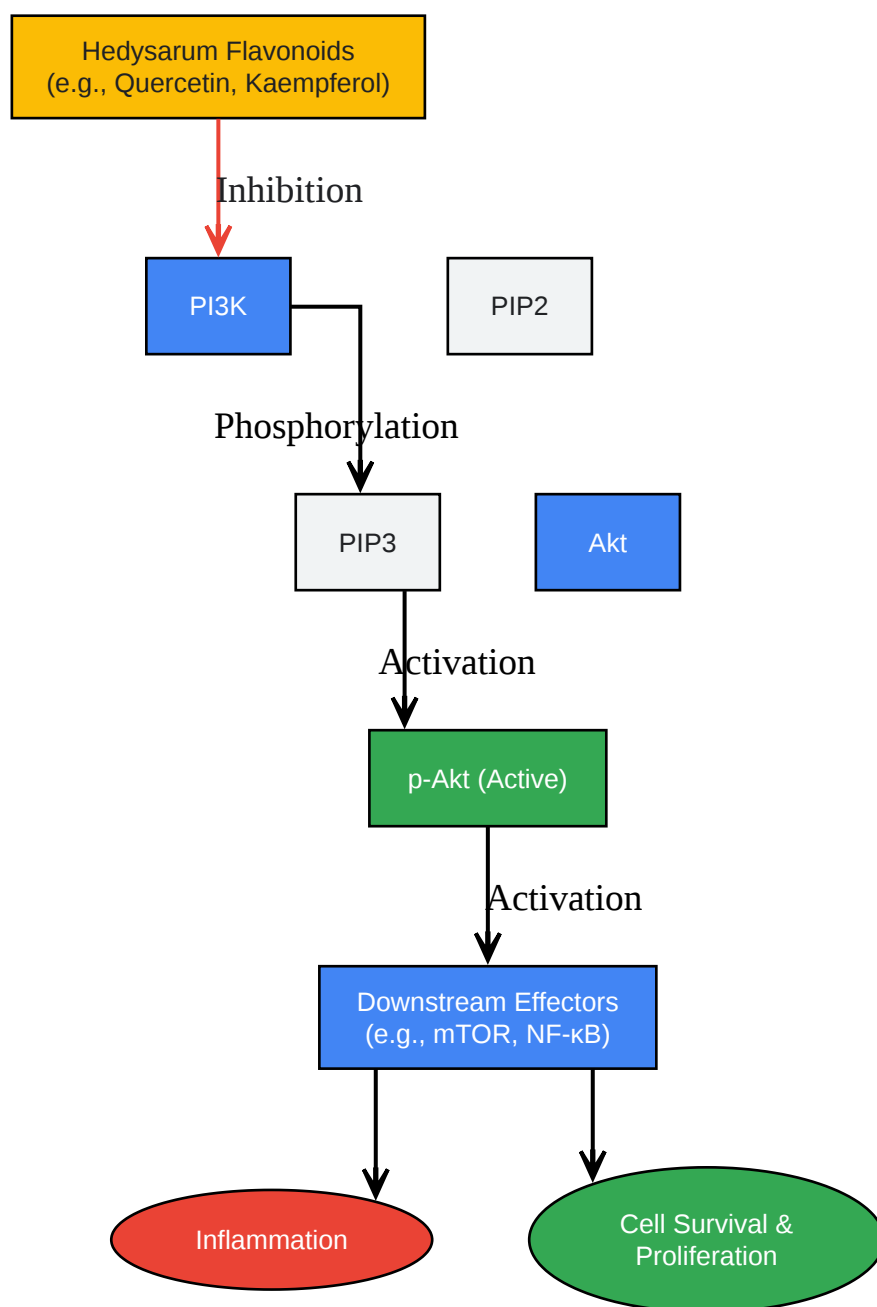 Hedysarum Flavonoids
(e.g., Quercetin, Kaempferol)
Inhibition
PI3K
PIP2
Phosphorylation
PIP3
Akt
Activation
p-Akt (Active)
Activation
Downstream Effectors
(e.g., mTOR, NF-κB)
Inflammation
Cell Survival &
Proliferation